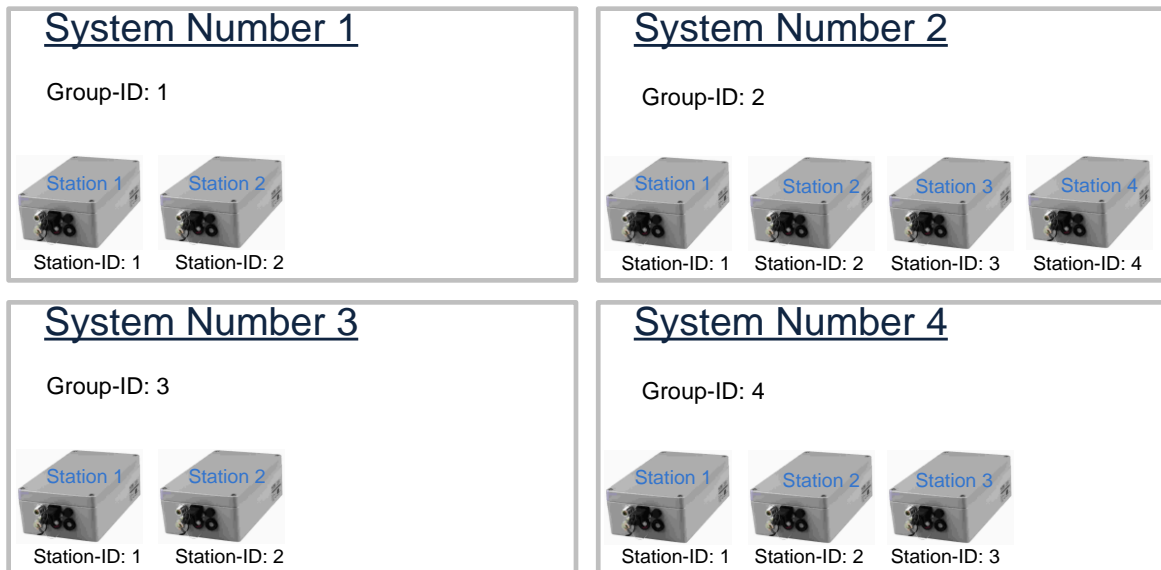 System Number 1
Group-ID: 1
Station 1 Station 2
Station-ID: 1 Station-ID: 2
System Number 2
Group-ID: 2
Station 1 Station 2 Station 3 Station 4
Station-ID: 1 Station-ID: 2 Station-ID: 3 Station-ID: 4
System Number 3
Group-ID: 3
Station 1 Station 2
Station-ID: 1 Station-ID: 2
System Number 4
Group-ID: 4
Station 1 Station 2 Station 3
Station-ID: 1 Station-ID: 2 Station-ID: 3